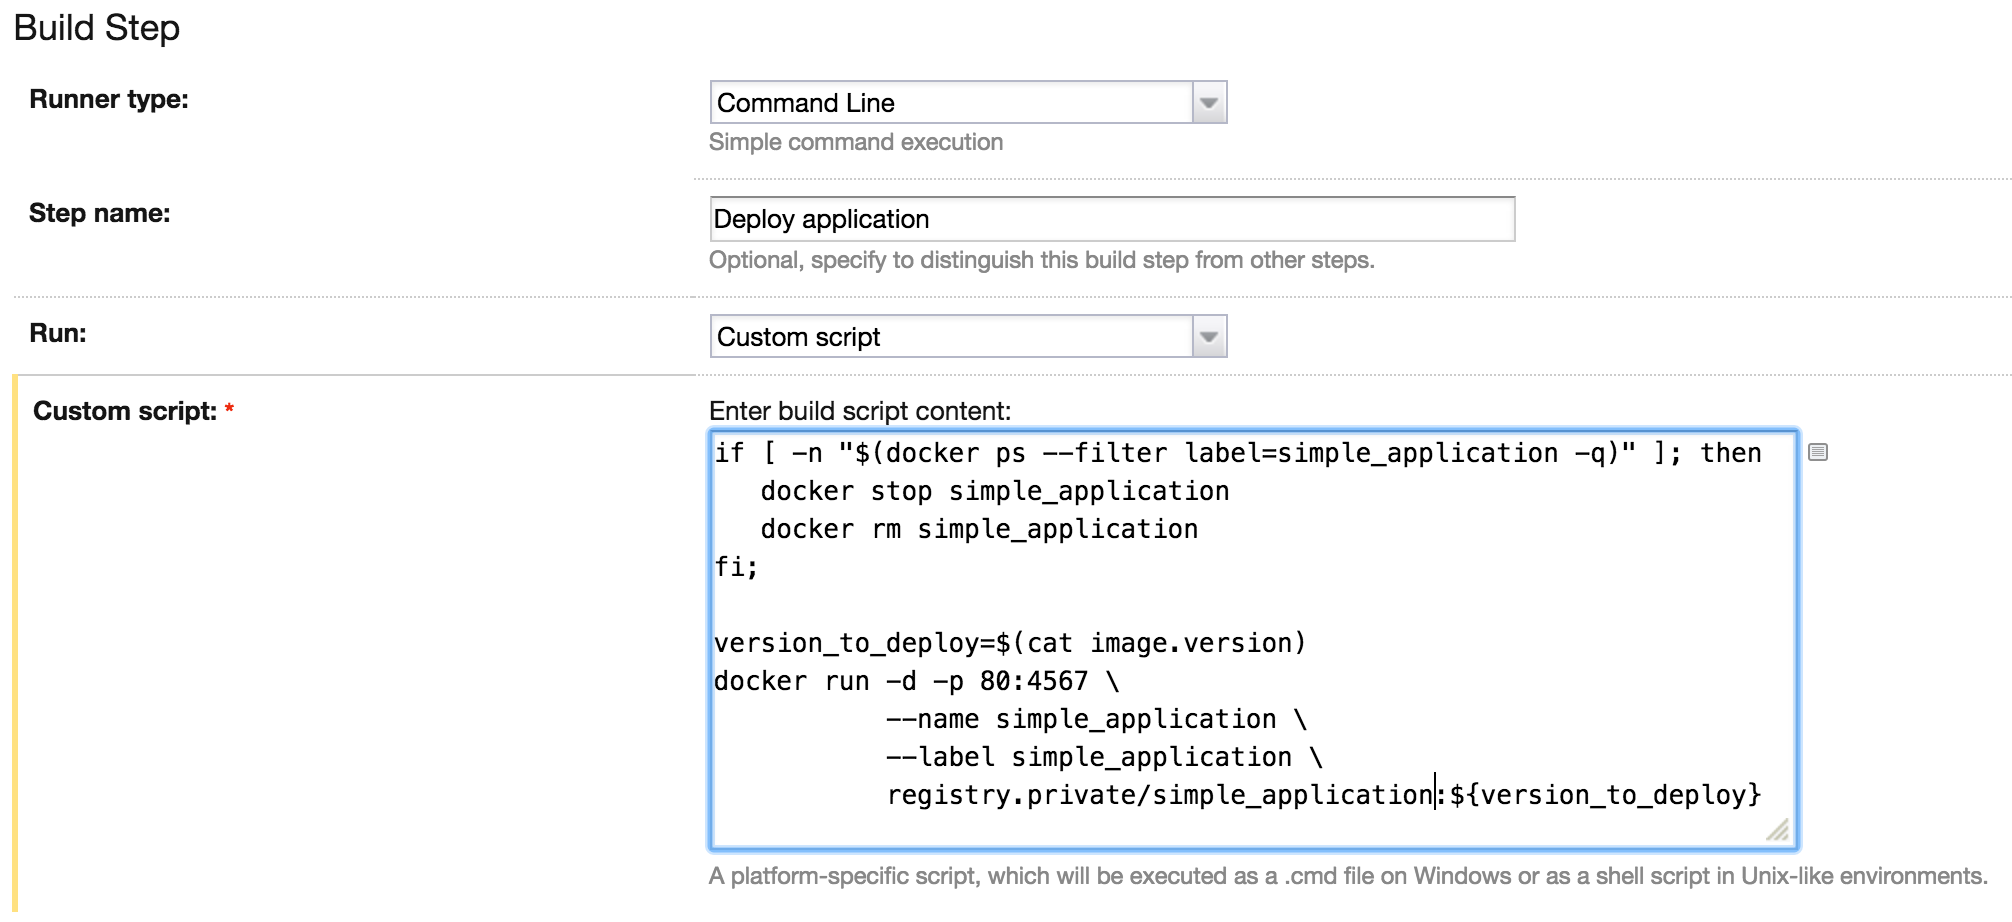 Build Step
Runner type:
Command Line
Simple command execution
Step name:
Deploy application
Optional, specify to distinguish this build step from other steps.
Run:
Custom script
Custom script: *
Enter build script content:
if [ -n "$(docker ps --filter label=simple_application -q)" ]; then
   docker stop simple_application
   docker rm simple_application
fi;

version_to_deploy=$(cat image.version)
docker run -d -p 80:4567 \
           --name simple_application \
           --label simple_application \
           registry.private/simple_application:${version_to_deploy}
A platform-specific script, which will be executed as a .cmd file on Windows or as a shell script in Unix-like environments.